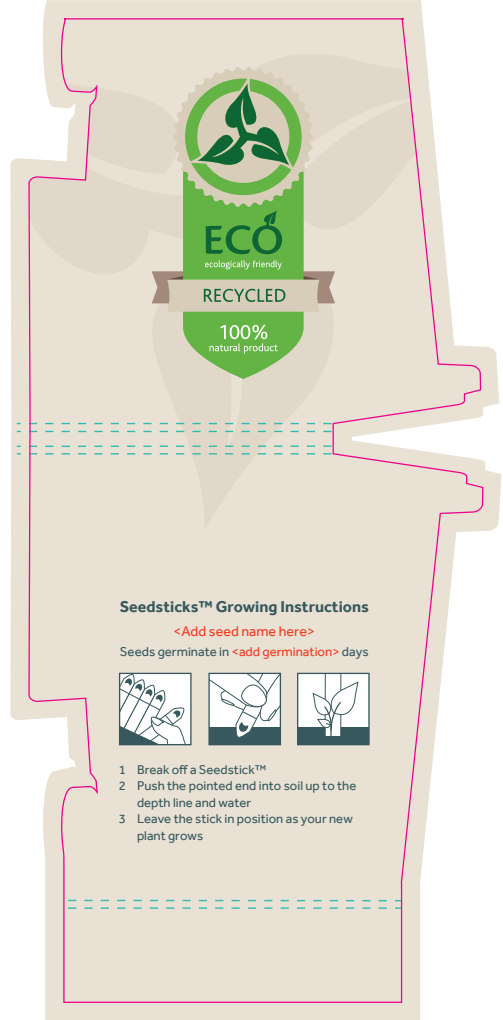 ECO
ecologically friendly
RECYCLED
100%
natural product
Seedsticks™ Growing Instructions
<Add seed name here>
Seeds germinate in <add germination> days
1 Break off a Seedstick™
2 Push the pointed end into soil up to the
depth line and water
3 Leave the stick in position as your new
plant grows